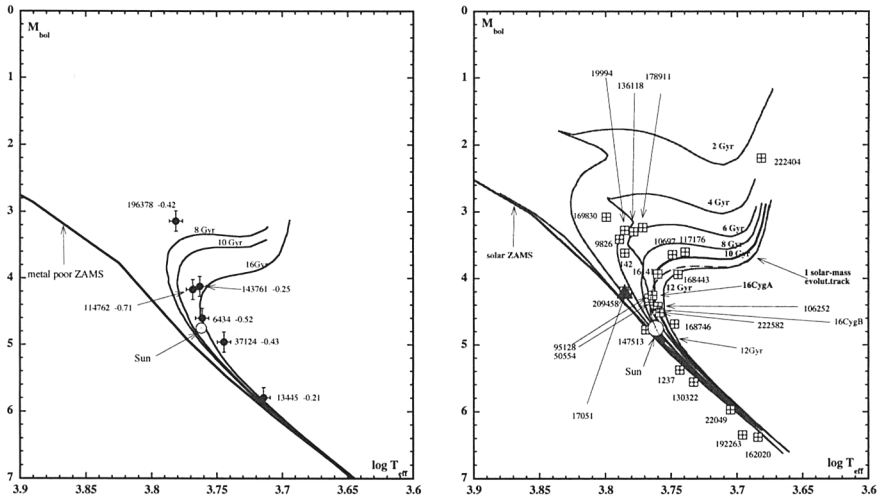 0
M bol
1
2
3
4
5
6
7
196378 -0.42
8 Gyr
10 Gyr
16Gyr
metal poor ZAMS
143761 -0.25
114762 -0.71
6434 -0.52
Sun
37124 -0.43
13445 -0.21
log T eff
3.9 3.85 3.8 3.75 3.7 3.65 3.6
0
M bol
1
2
3
4
5
6
7
19994
136118
178911
2 Gyr
222404
4 Gyr
169830
6 Gyr
9826
10697
117176
8 Gyr
10 Gyr
solar ZAMS
142
1 solar-mass
evolut.track
168443
12 Gyr
16CygA
209458
106252
16CygB
95128
50554
147513
168746
222582
Sun
12Gyr
1237
130322
17051
22049
192263
162020
log T eff
3.9 3.85 3.8 3.75 3.7 3.65 3.6